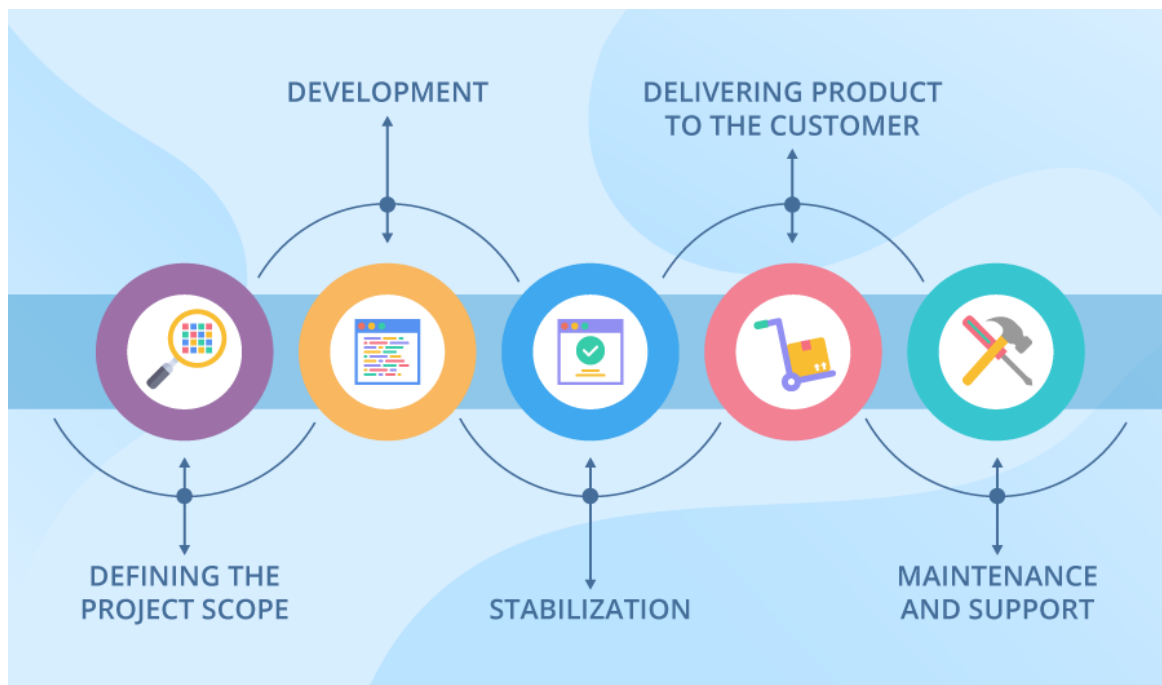 DEVELOPMENT
DELIVERING PRODUCT
TO THE CUSTOMER
DEFINING THE
PROJECT SCOPE
STABILIZATION
MAINTENANCE
AND SUPPORT